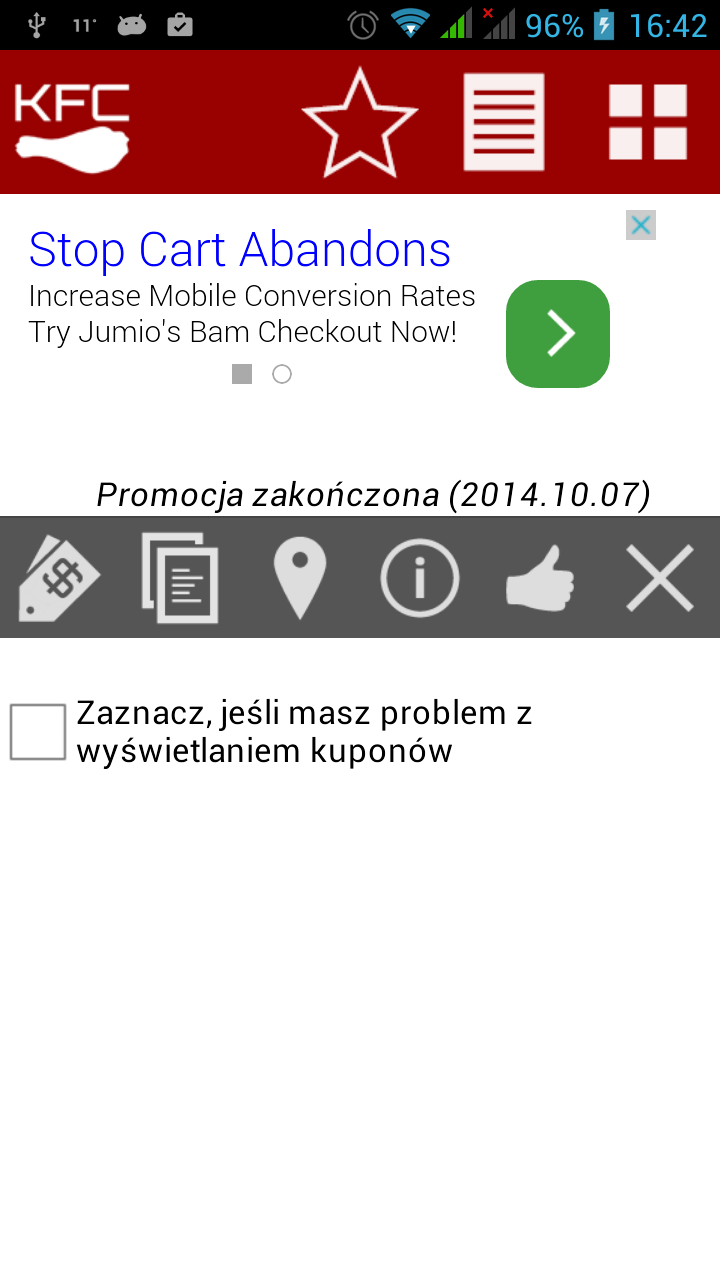 11°
96%
16:42
KFC
Stop Cart Abandons
Increase Mobile Conversion Rates
Try Jumio's Bam Checkout Now!
Promocja zakończona (2014.10.07)
Zaznacz, jeśli masz problem z
wyświetlaniem kuponów